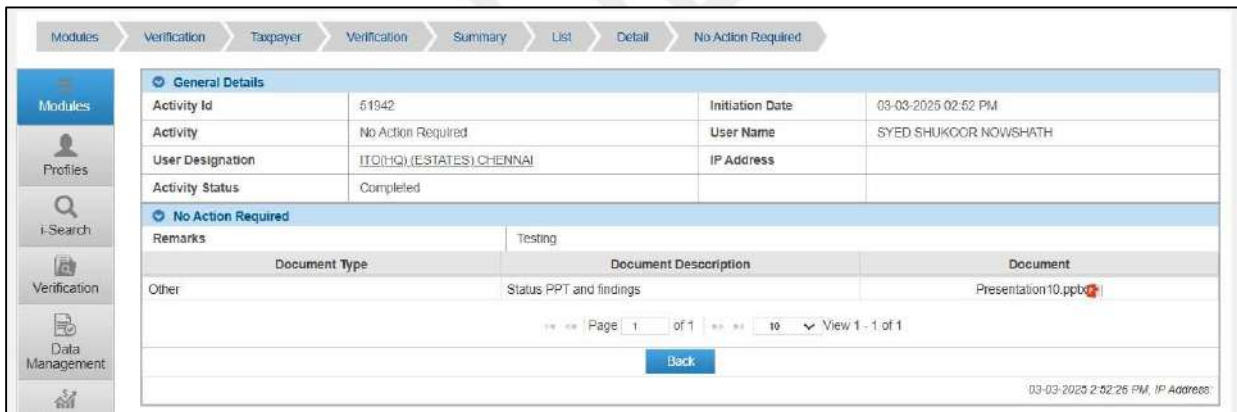 Modules Verification Taxpayer Verification Summary List Detail No Action Required
Modules
Profiles
i-Search
Verification
Data
Management
General Details
Activity Id 51942 Initiation Date 03-03-2025 02:52 PM
Activity No Action Required User Name SYED SHUKOOR NOWSHATH
User Designation ITO(HQ) (ESTATES) CHENNAI IP Address
Activity Status Completed
No Action Required
Remarks Testing
Document Type Document Desccription Document
Other Status PPT and findings Presentation10.pptx
Page 1 of 1 10 View 1 - 1 of 1
Back
03-03-2025 2:52:26 PM, IP Address: